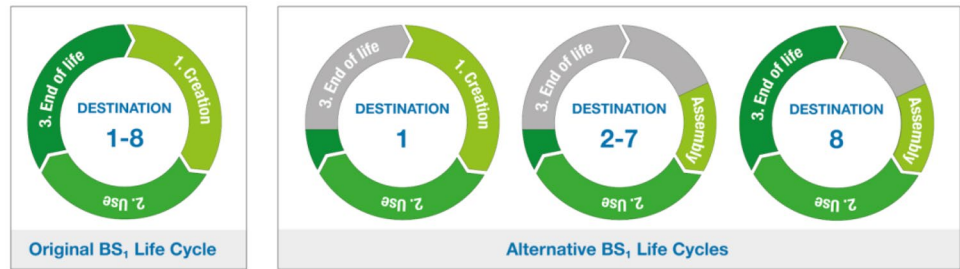 3. End of life
1. Creation
DESTINATION
1-8
2. Use
Original BS₁ Life Cycle
3. End of life
1. Creation
DESTINATION
1
2. Use
3. End of life
DESTINATION
2-7
Assembly
2. Use
3. End of life
DESTINATION
8
Assembly
2. Use
Alternative BS₁ Life Cycles